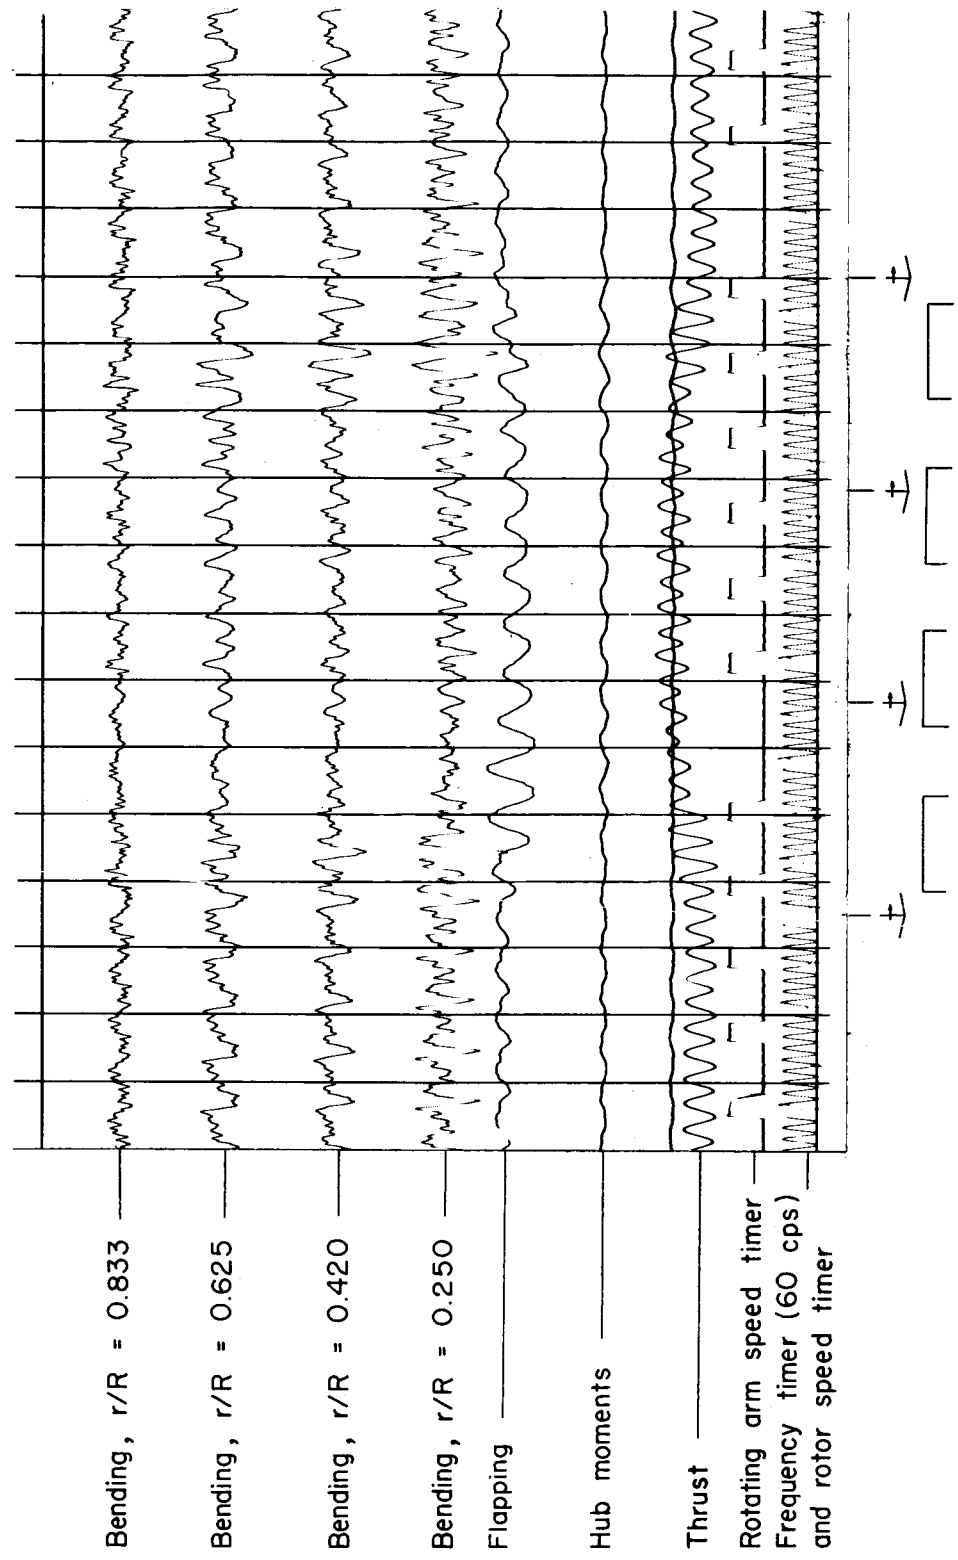 Bending, r/R = 0.833
Bending, r/R = 0.625
Bending, r/R = 0.420
Bending, r/R = 0.250
Flapping
Hub moments
Thrust
Rotating arm speed timer
Frequency timer (60 cps)
and rotor speed timer